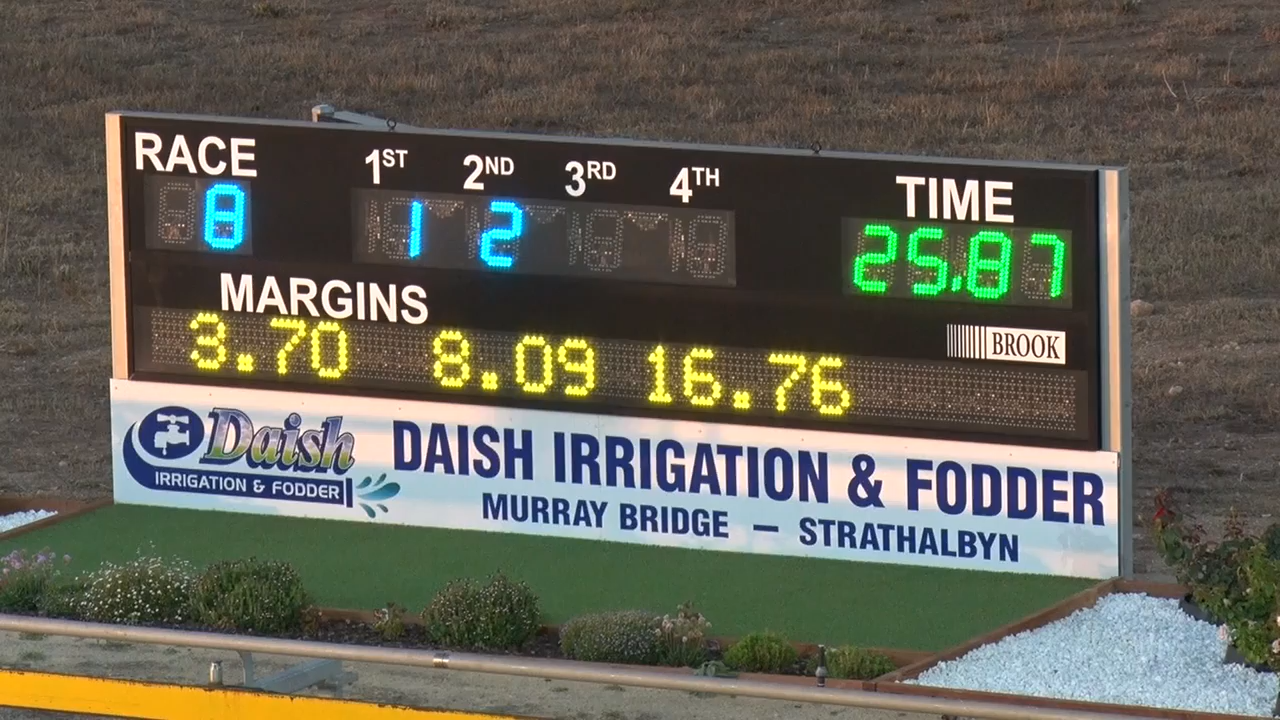 RACE 1ST 2ND 3RD 4TH TIME
8 1 2 25.87
MARGINS
BROOK
3.70 8.09 16.76
Daish
IRRIGATION & FODDER
DAISH IRRIGATION & FODDER
MURRAY BRIDGE – STRATHALBYN